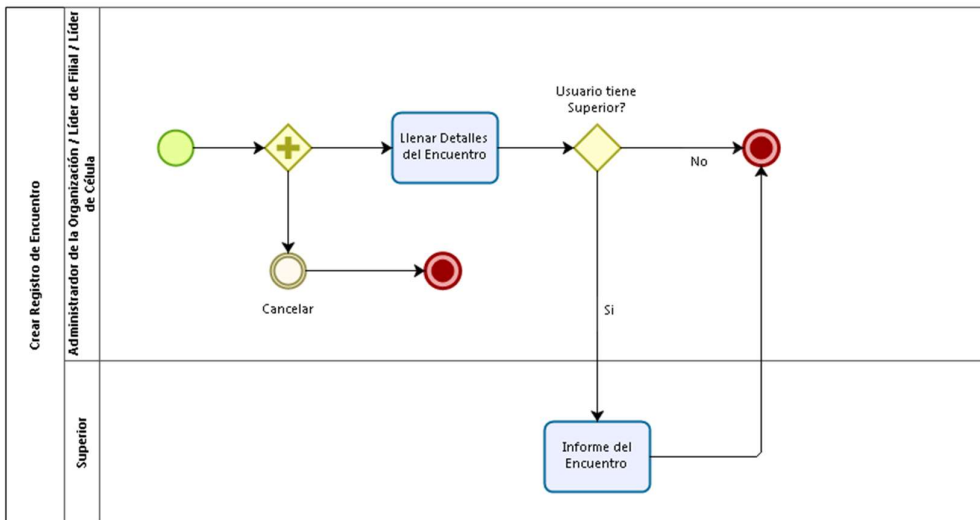 Crear Registro de Encuentro
Administrardor de la Organización / Líder de Filial / Líder
de Célula
Usuario tiene
Superior?
Llenar Detalles
del Encuentro
No
Cancelar
Si
Superior
Informe del
Encuentro